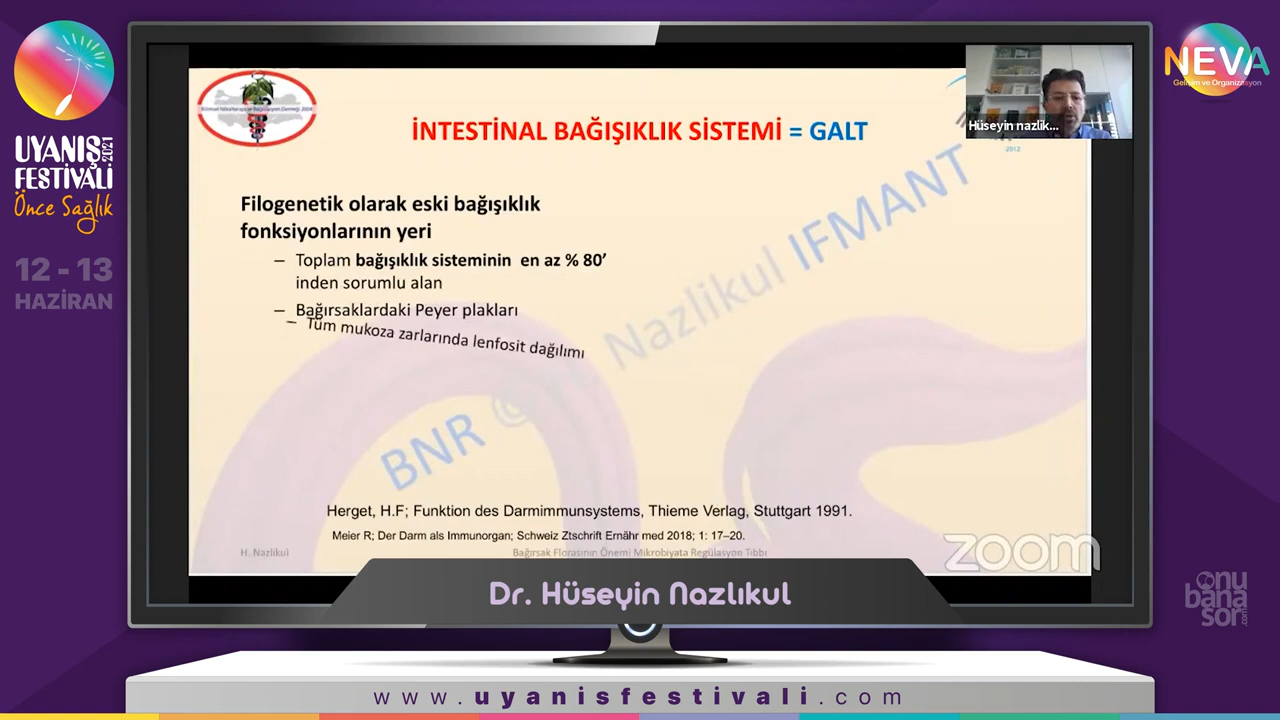 UYANIŞ 2021
FESTİVALİ
Önce Sağlık
12 - 13
HAZİRAN
NEVA
Gelişim ve Organizasyon
Hüseyin nazlik...
2012
İNTESTİNAL BAĞIŞIKLIK SİSTEMİ = GALT
Filogenetik olarak eski bağışıklık
fonksiyonlarının yeri
– Toplam bağışıklık sisteminin en az % 80’
inden sorumlu alan
– Bağırsaklardaki Peyer plakları
– Tüm mukoza zarlarında lenfosit dağılımı
BNR © Nazlikul IFMANT
Herget, H.F; Funktion des Darmimmunsystems, Thieme Verlag, Stuttgart 1991.
Meier R; Der Darm als Immunorgan; Schweiz Ztschrift Ernähr med 2018; 1: 17–20.
H. Nazlikul
Bağırsak Florasının Önemi Mikrobiyata Regülasyon Tıbbı
zoom
Dr. Hüseyin Nazlıkul
onu
bana
sor.com
www.uyanisfestivali.com